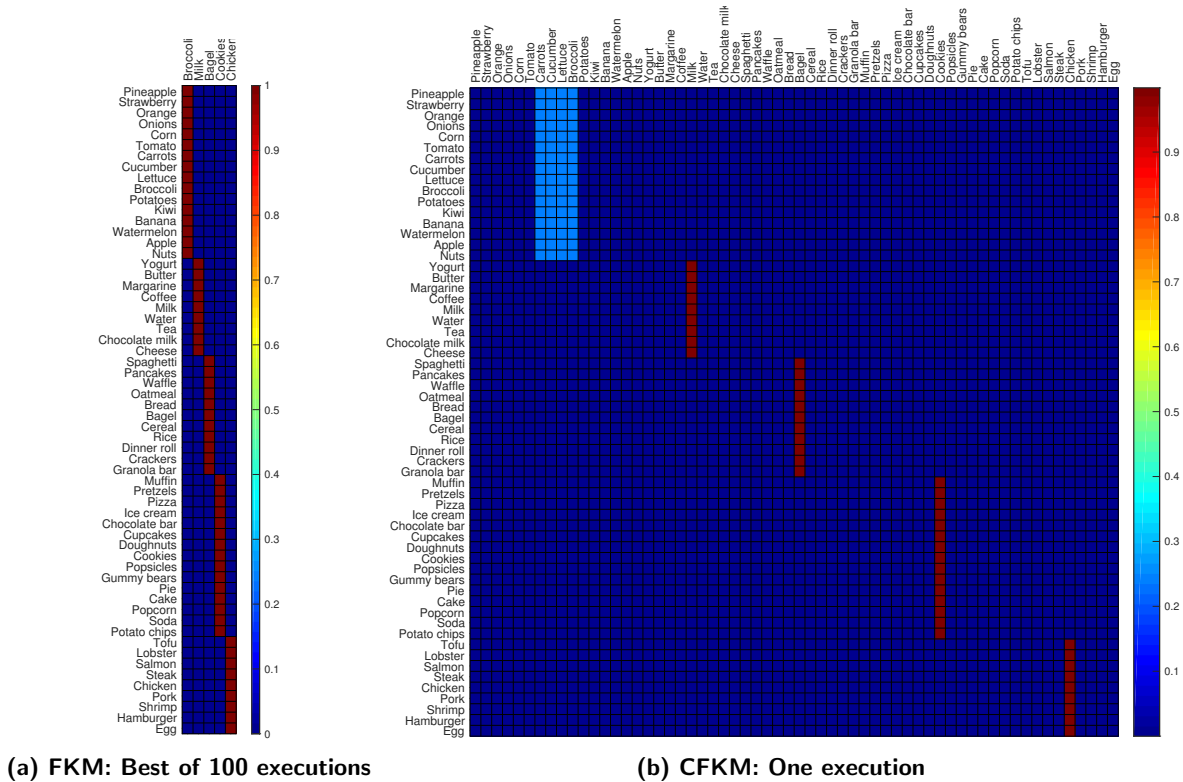 Broccoli
Milk
Bagel
Cookies
Chicken
Pineapple
Strawberry
Orange
Onions
Corn
Tomato
Carrots
Cucumber
Lettuce
Broccoli
Potatoes
Kiwi
Banana
Watermelon
Apple
Nuts
Yogurt
Butter
Margarine
Coffee
Milk
Water
Tea
Chocolate milk
Cheese
Spaghetti
Pancakes
Waffle
Oatmeal
Bread
Bagel
Cereal
Rice
Dinner roll
Crackers
Granola bar
Muffin
Pretzels
Pizza
Ice cream
Chocolate bar
Cupcakes
Doughnuts
Cookies
Popsicles
Gummy bears
Pie
Cake
Popcorn
Soda
Potato chips
Tofu
Lobster
Salmon
Steak
Chicken
Pork
Shrimp
Hamburger
Egg
1
0.9
0.8
0.7
0.6
0.5
0.4
0.3
0.2
0.1
0
(a) FKM: Best of 100 executions
Pineapple
Strawberry
Orange
Onions
Corn
Tomato
Carrots
Cucumber
Lettuce
Broccoli
Potatoes
Kiwi
Banana
Watermelon
Apple
Nuts
Yogurt
Butter
Margarine
Coffee
Milk
Water
Tea
Chocolate milk
Cheese
Spaghetti
Pancakes
Waffle
Oatmeal
Bread
Bagel
Cereal
Rice
Dinner roll
Crackers
Granola bar
Muffin
Pretzels
Pizza
Ice cream
Chocolate bar
Cupcakes
Doughnuts
Cookies
Popsicles
Gummy bears
Pie
Cake
Popcorn
Soda
Potato chips
Tofu
Lobster
Salmon
Steak
Chicken
Pork
Shrimp
Hamburger
Egg
Pineapple
Strawberry
Orange
Onions
Corn
Tomato
Carrots
Cucumber
Lettuce
Broccoli
Potatoes
Kiwi
Banana
Watermelon
Apple
Nuts
Yogurt
Butter
Margarine
Coffee
Milk
Water
Tea
Chocolate milk
Cheese
Spaghetti
Pancakes
Waffle
Oatmeal
Bread
Bagel
Cereal
Rice
Dinner roll
Crackers
Granola bar
Muffin
Pretzels
Pizza
Ice cream
Chocolate bar
Cupcakes
Doughnuts
Cookies
Popsicles
Gummy bears
Pie
Cake
Popcorn
Soda
Potato chips
Tofu
Lobster
Salmon
Steak
Chicken
Pork
Shrimp
Hamburger
Egg
0.9
0.8
0.7
0.6
0.5
0.4
0.3
0.2
0.1
(b) CFKM: One execution